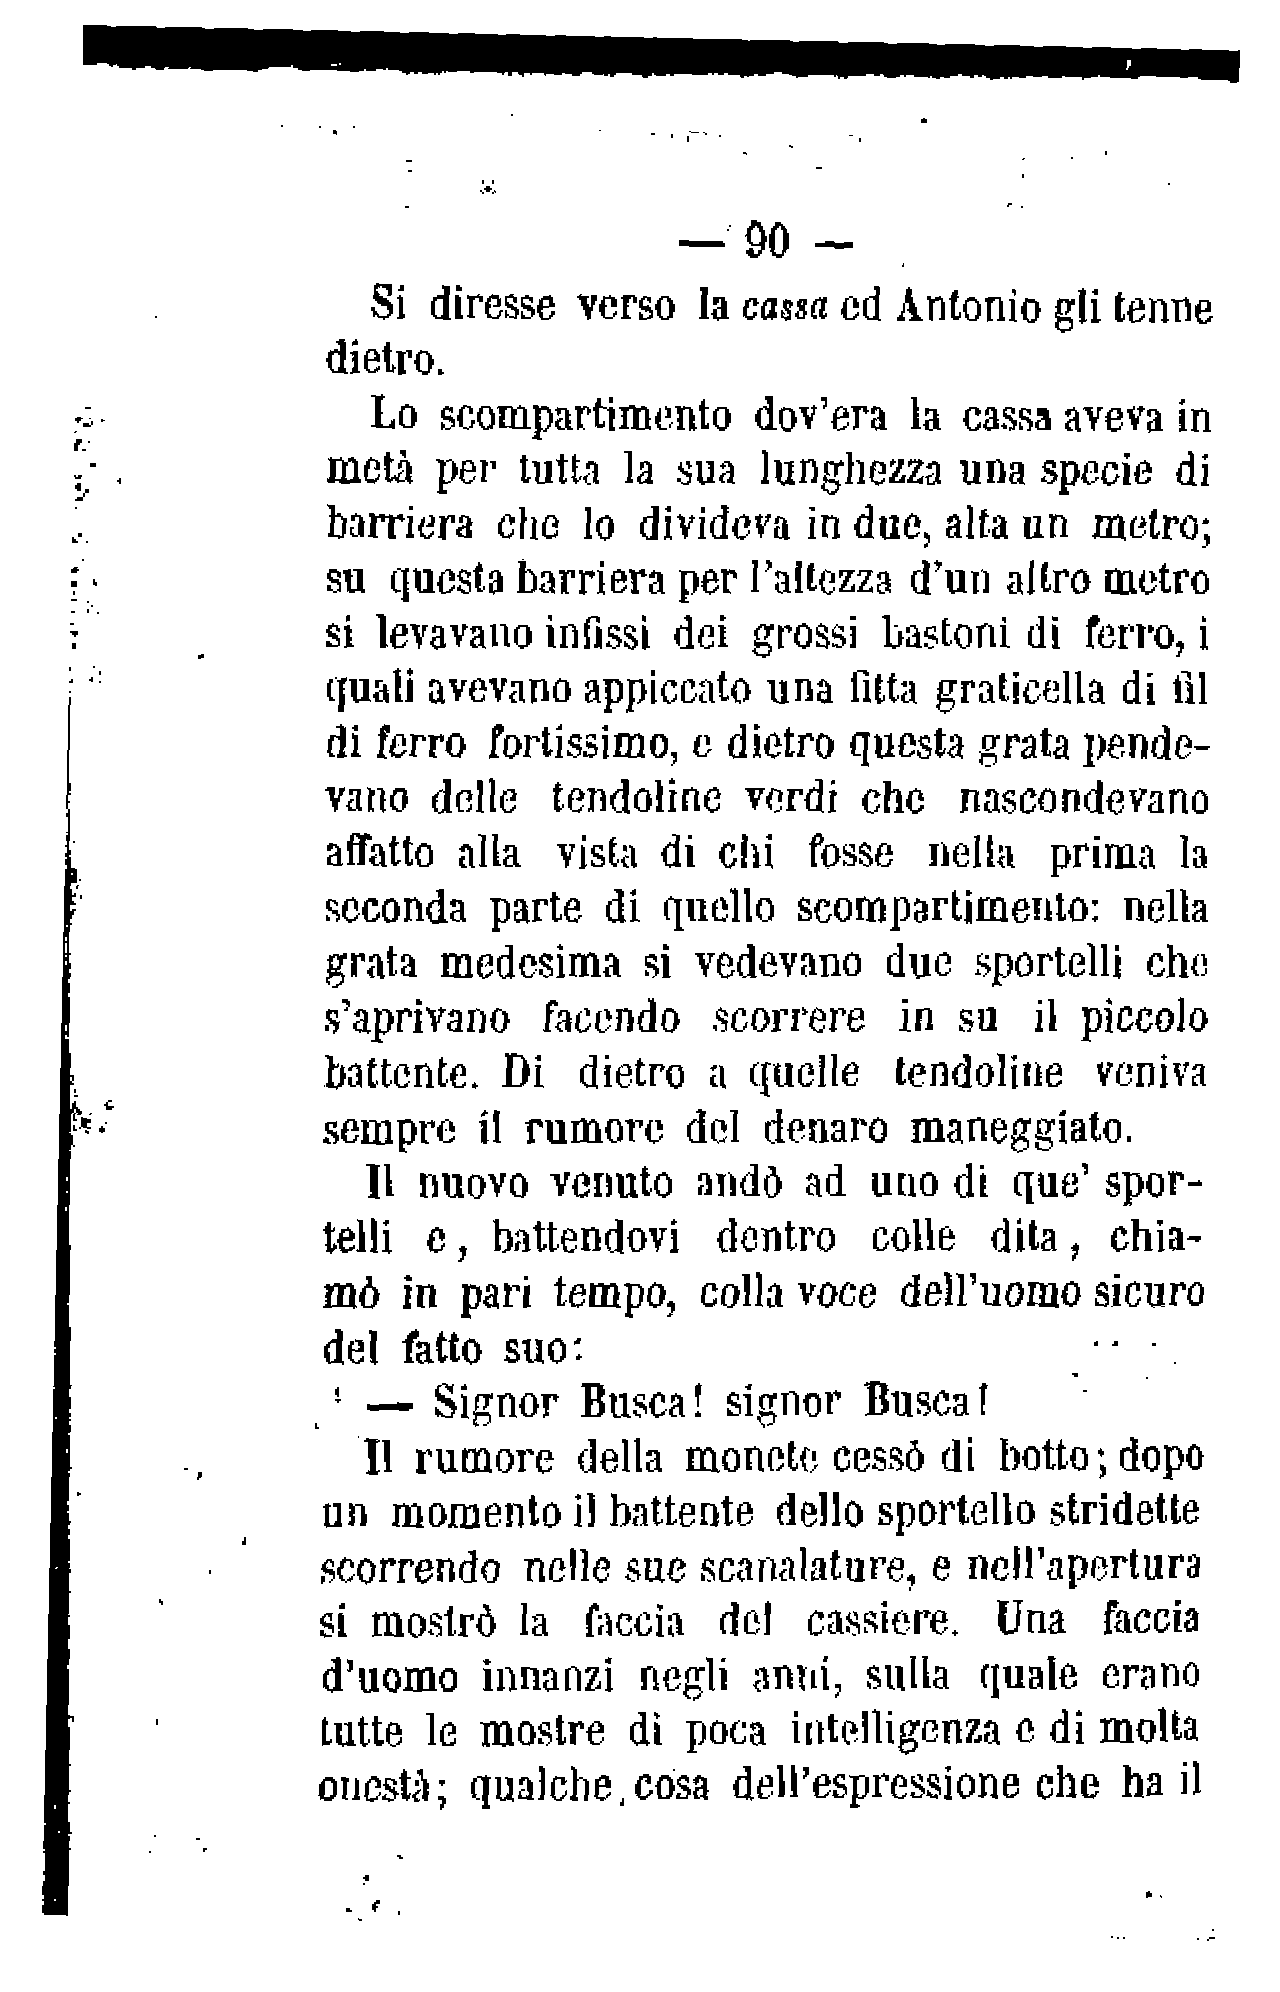 — 90 —
Si diresse verso la cassa ed Antonio gli tenne
dietro.
Lo scompartimento dov'era la cassa aveva in
metà per tutta la sua lunghezza una specie di
barriera che lo divideva in due, alta un metro;
su questa barriera per l'altezza d'un altro metro
si levavano infissi dei grossi bastoni di ferro, i
quali avevano appiccato una fitta graticella di fil
di ferro fortissimo, e dietro questa grata pende-
vano delle tendoline verdi che nascondevano
affatto alla vista di chi fosse nella prima la
seconda parte di quello scompartimento: nella
grata medesima si vedevano due sportelli che
s'aprivano facendo scorrere in su il piccolo
battente. Di dietro a quelle tendoline veniva
sempre il rumore del denaro maneggiato.
Il nuovo venuto andò ad uno di que' spor-
telli e, battendovi dentro colle dita, chia-
mò in pari tempo, colla voce dell'uomo sicuro
del fatto suo:
— Signor Busca! signor Busca!
Il rumore della monete cessò di botto; dopo
un momento il battente dello sportello stridette
scorrendo nelle sue scanalature, e nell'apertura
si mostrò la faccia del cassiere. Una faccia
d'uomo innanzi negli anni, sulla quale erano
tutte le mostre di poca intelligenza e di molta
onestà; qualche cosa dell'espressione che ha il